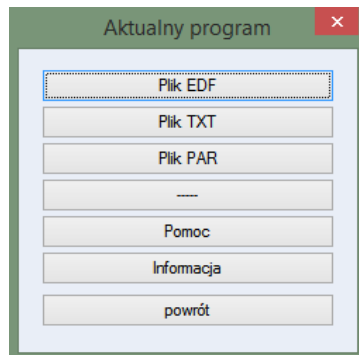 Aktualny program
Plik EDF
Plik TXT
Plik PAR
-----
Pomoc
Informacja
powrót